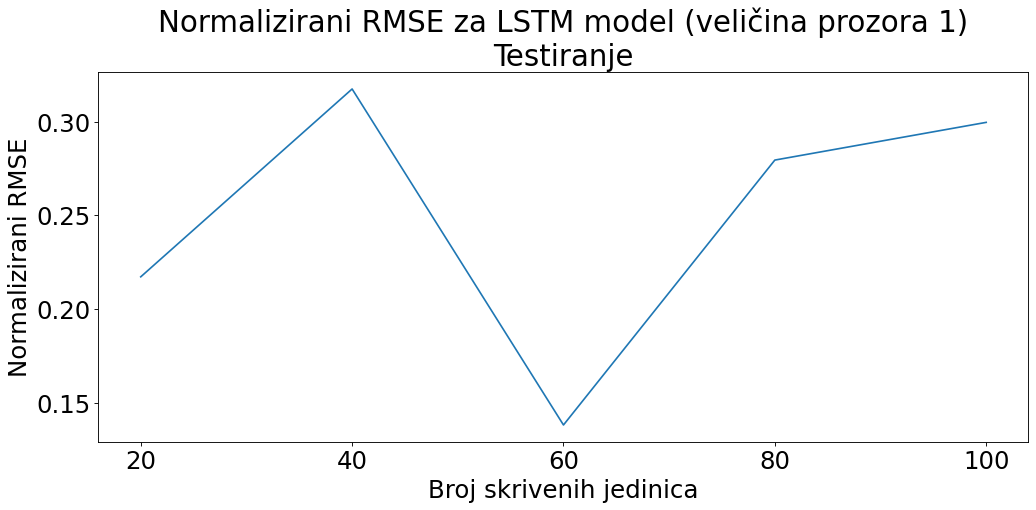 Normalizirani RMSE za LSTM model (veličina prozora 1)
Testiranje
Normalizirani RMSE
0.30
0.25
0.20
0.15
20 40 60 80 100
Broj skrivenih jedinica